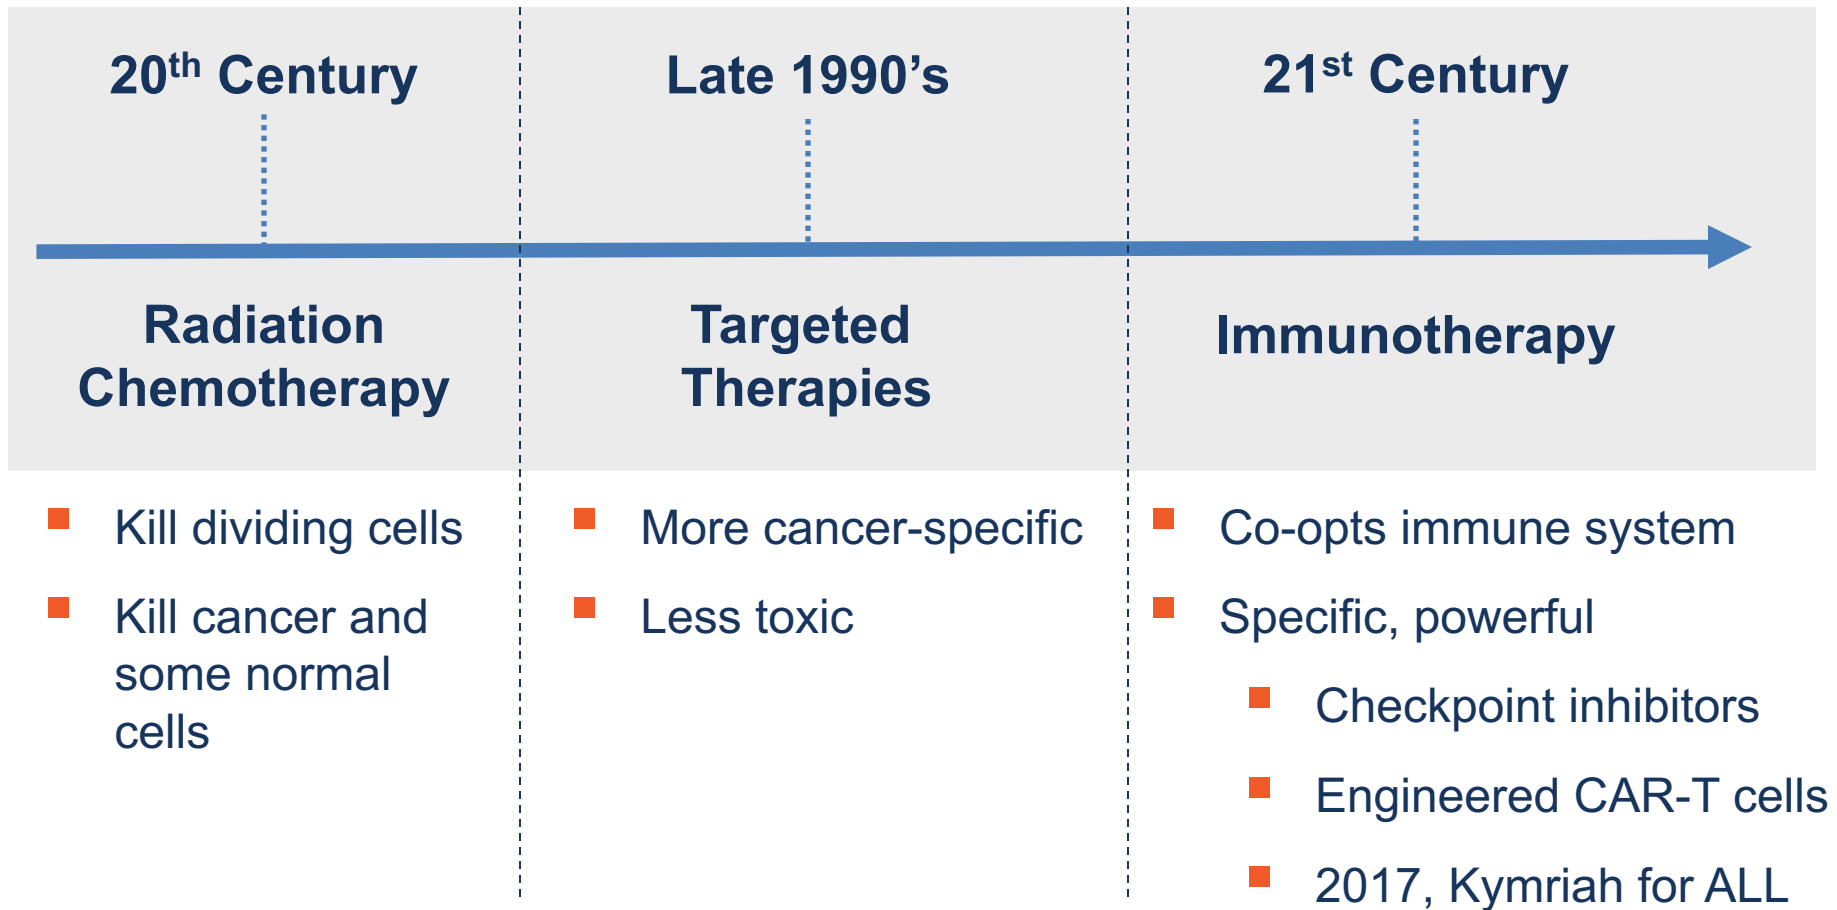 20th Century
Late 1990’s
21st Century
Radiation
Chemotherapy
Targeted
Therapies
Immunotherapy
Kill dividing cells
Kill cancer and
some normal
cells
More cancer-specific
Less toxic
Co-opts immune system
Specific, powerful
Checkpoint inhibitors
Engineered CAR-T cells
2017, Kymriah for ALL